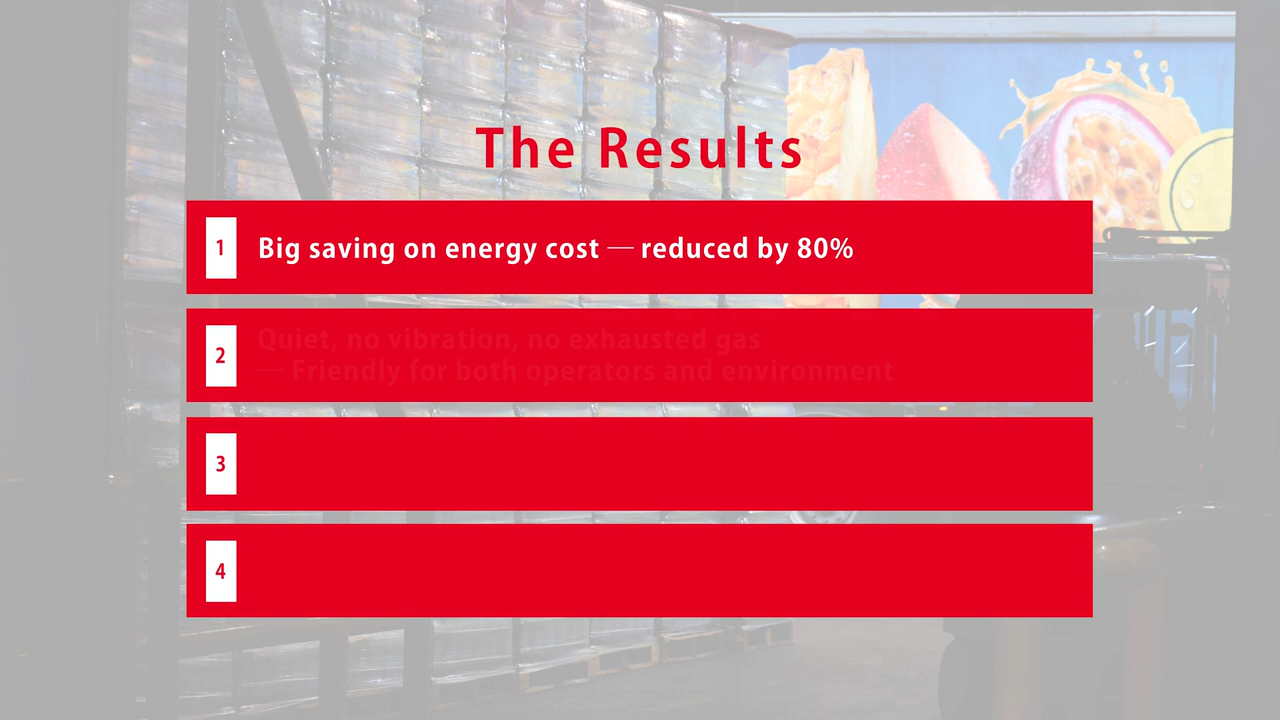 The Results
1
Big saving on energy cost — reduced by 80%
2
Quiet, no vibration, no exhausted gas
— Friendly for both operators and environment
3
4